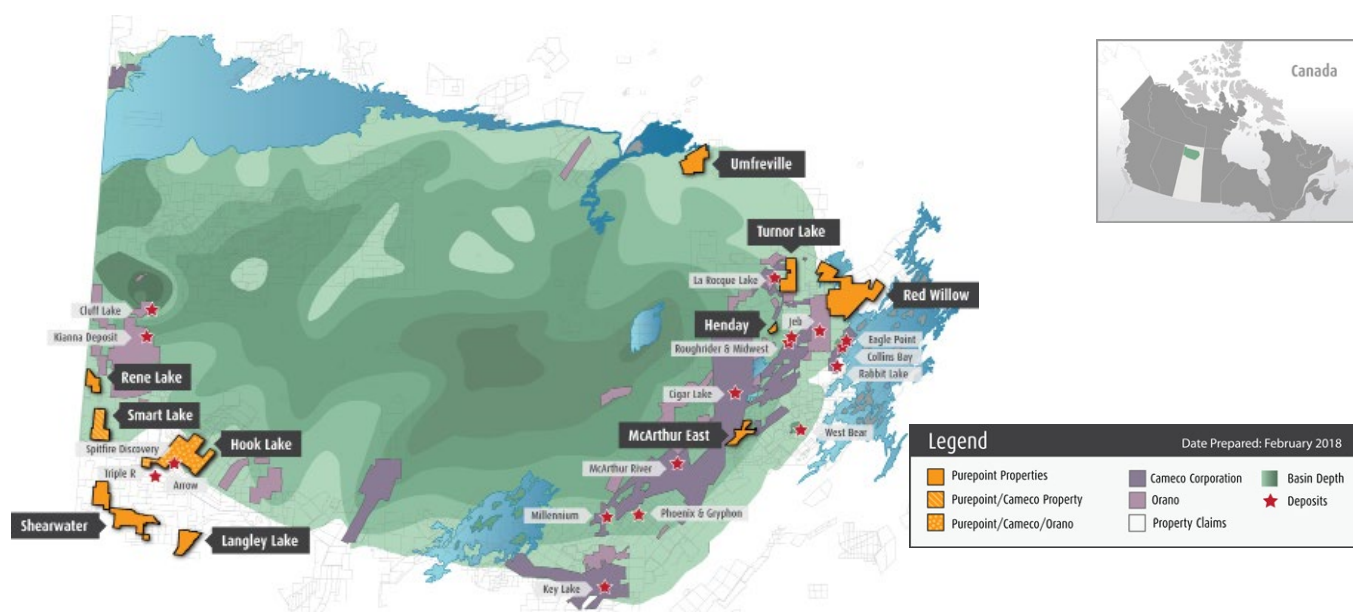 Canada
Umfreville
Turnor Lake
La Rocque Lake
Red Willow
Cluff Lake
Henday
Jeb
Kianna Deposit
Eagle Point
Roughrider & Midwest
Collins Bay
Rabbit Lake
Rene Lake
Cigar Lake
Smart Lake
McArthur East
West Bear
Hook Lake
Spitfire Discovery
McArthur River
Triple R
Arrow
Millennium
Phoenix & Gryphon
Shearwater
Langley Lake
Key Lake
Legend
Date Prepared: February 2018
Purepoint Properties
Purepoint/Cameco Property
Purepoint/Cameco/Orano
Cameco Corporation
Orano
Property Claims
Basin Depth
Deposits